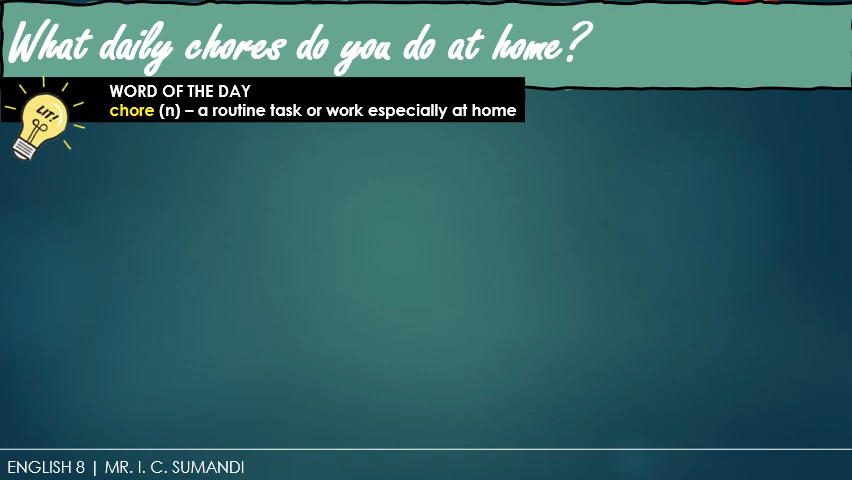 What daily chores do you do at home?
WORD OF THE DAY
chore (n) – a routine task or work especially at home
LIT!
ENGLISH 8 | MR. I. C. SUMANDI